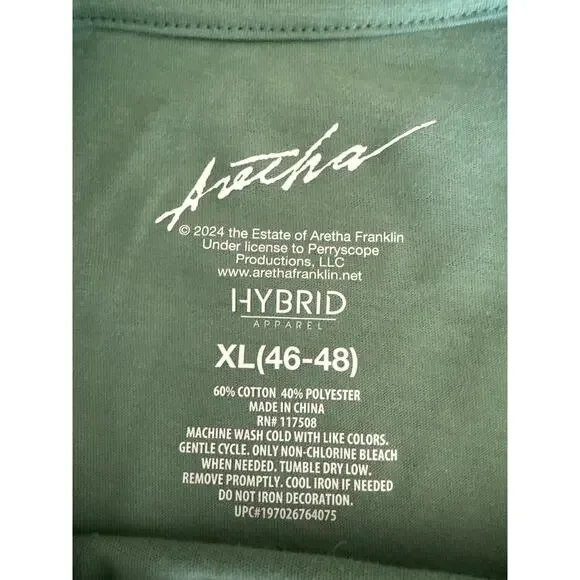 Aretha
© 2024 the Estate of Aretha Franklin
Under license to Perryscope
Productions, LLC
www.arethafranklin.net
HYBRID
APPAREL
XL(46-48)
60% COTTON 40% POLYESTER
MADE IN CHINA
RN# 117508
MACHINE WASH COLD WITH LIKE COLORS.
GENTLE CYCLE. ONLY NON-CHLORINE BLEACH
WHEN NEEDED. TUMBLE DRY LOW.
REMOVE PROMPTLY. COOL IRON IF NEEDED
DO NOT IRON DECORATION.
UPC#197026764075